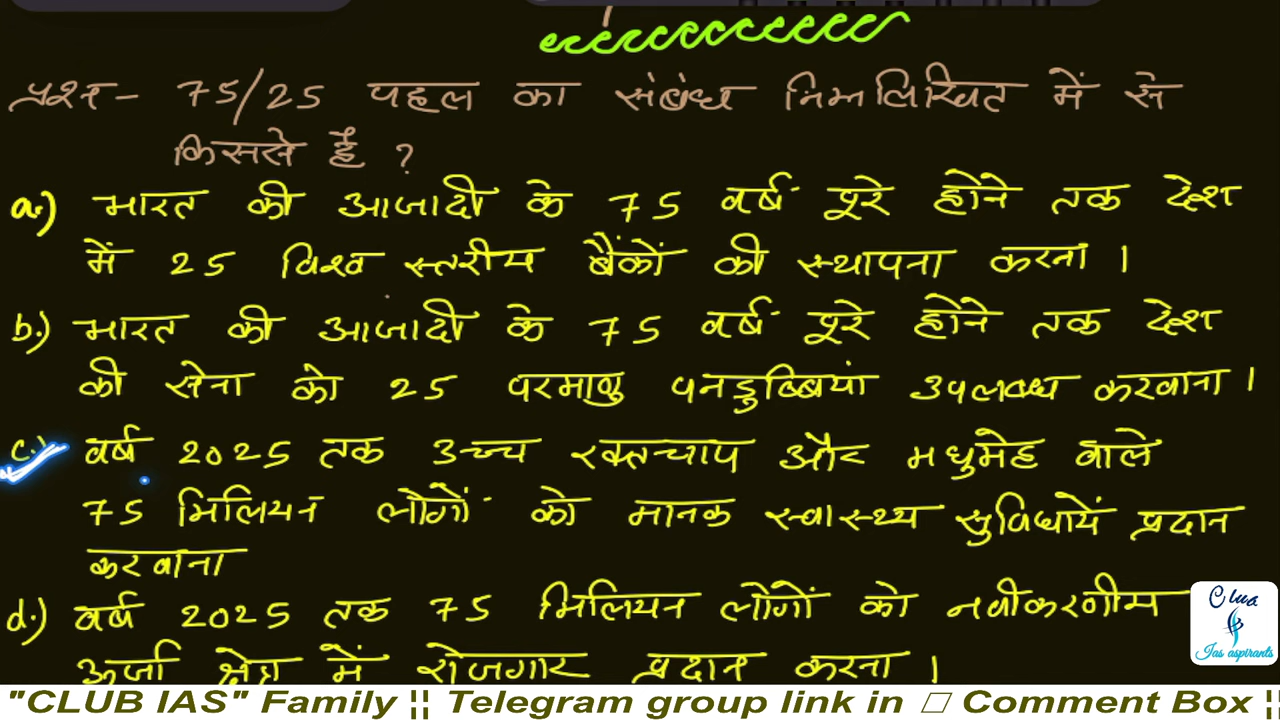 प्रश्न - 75/25 पहल का संबंध निम्नलिखित में से
किससे है ?
a.) भारत की आजादी के 75 वर्ष पूरे होंने तक देश
में 25 विश्व स्तरीय बैंकों की स्थापना करना ।
b.) भारत की आजादी के 75 वर्ष पूरे होंने तक देश
की सेना को 25 परमाणु पनडुब्बियां उपलब्ध करवाना ।
c.) वर्ष 2025 तक उच्च रक्तचाप और मधुमेह वाले
75 मिलियन लोगों को मानक स्वास्थ्य सुविधायें प्रदान
करवाना
d.) वर्ष 2025 तक 75 मिलियन लोगों को नवीकरणीय
ऊर्जा क्षेत्र में रोजगार प्रदान करना ।
Club
Ias aspirants
"CLUB IAS" Family ¦¦ Telegram group link in □ Comment Box ¦¦